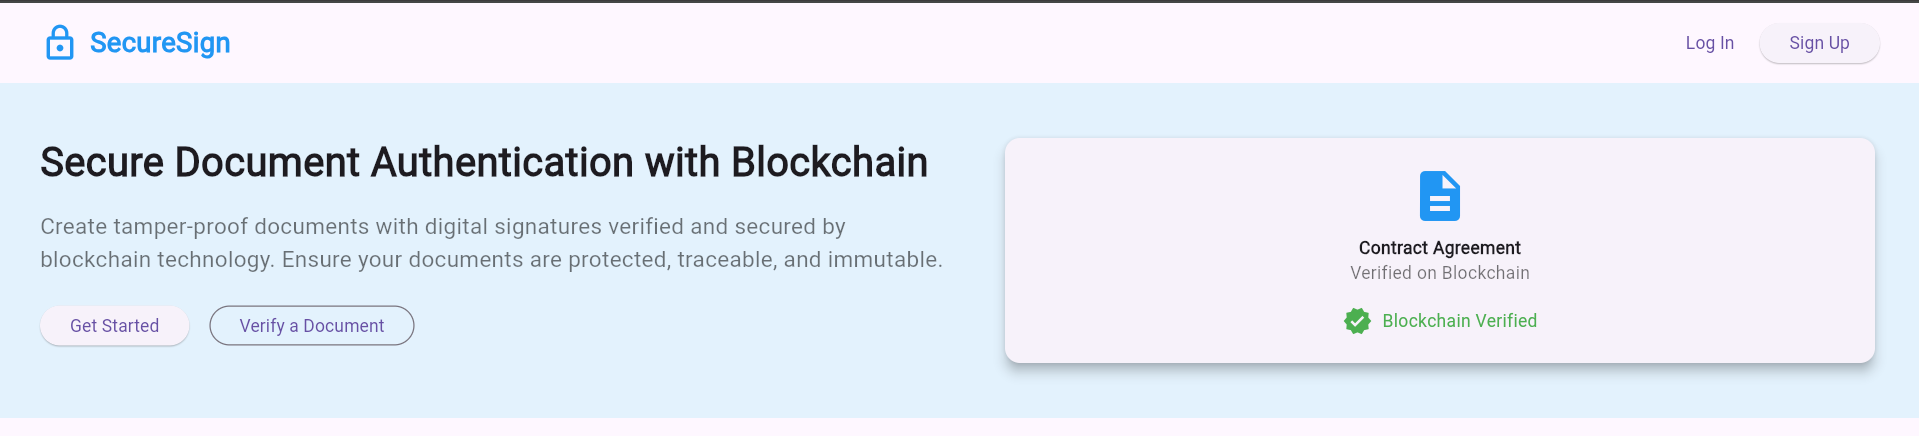 SecureSign
Log In
Sign Up
Secure Document Authentication with Blockchain
Create tamper-proof documents with digital signatures verified and secured by
blockchain technology. Ensure your documents are protected, traceable, and immutable.
Get Started
Verify a Document
Contract Agreement
Verified on Blockchain
Blockchain Verified